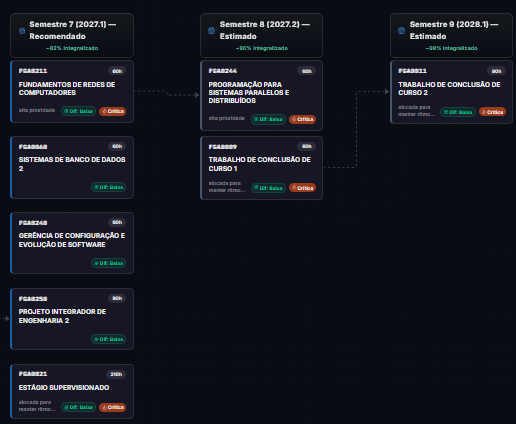 Semestre 7 (2027.1) —
Recomendado
~82% integralizado
FGA0211
60h
FUNDAMENTOS DE REDES DE
COMPUTADORES
alta prioridade
Dif: Baixa
Crítica
60h
SISTEMAS DE BANCO DE DADOS
2
Dif: Baixa
60h
GERÊNCIA DE CONFIGURAÇÃO E
EVOLUÇÃO DE SOFTWARE
Dif: Baixa
FGA0250
90h
PROJETO INTEGRADOR DE
ENGENHARIA 2
Dif: Baixa
FGA0021
210h
ESTÁGIO SUPERVISIONADO
alocada para
manter ritmo...
Dif: Baixa
Crítica
Semestre 8 (2027.2) —
Estimado
~96% integralizado
FGA0244
60h
PROGRAMAÇÃO PARA
SISTEMAS PARALELOS E
DISTRIBUÍDOS
alta prioridade
Dif: Baixa
Crítica
60h
TRABALHO DE CONCLUSÃO DE
CURSO 1
alocada para
manter ritmo...
Dif: Baixa
Crítica
Semestre 9 (2028.1) —
Estimado
~98% integralizado
FGA0011
90h
TRABALHO DE CONCLUSÃO DE
CURSO 2
alocada para
manter ritmo...
Dif: Baixa
Crítica